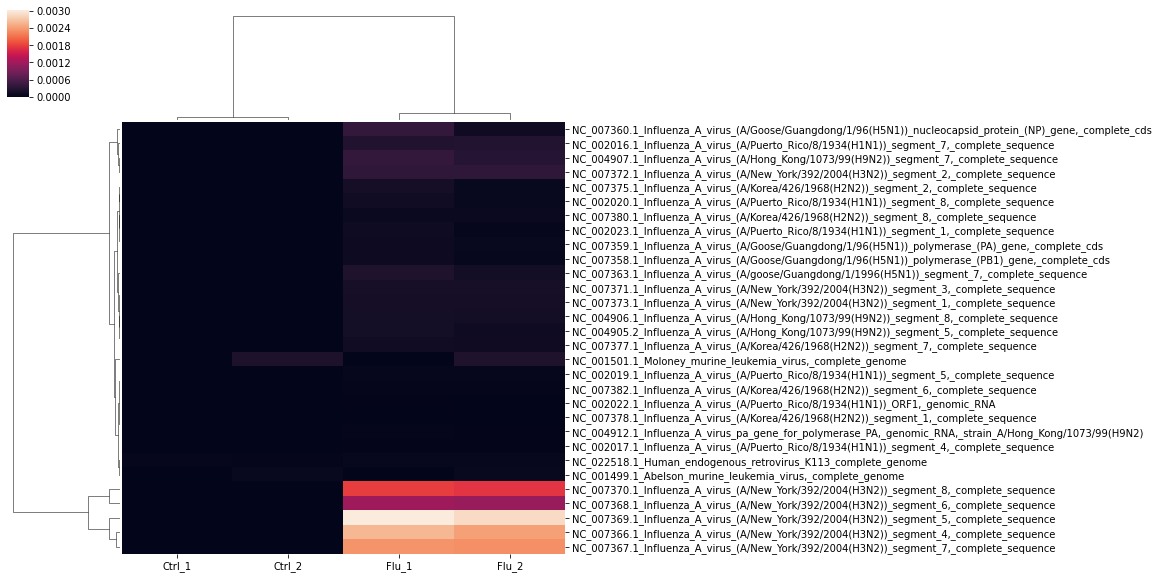 0.0030
0.0024
0.0018
0.0012
0.0006
0.0000
NC_007360.1_Influenza_A_virus_(A/Goose/Guangdong/1/96(H5N1))_nucleocapsid_protein_(NP)_gene,_complete_cds
NC_002016.1_Influenza_A_virus_(A/Puerto_Rico/8/1934(H1N1))_segment_7,_complete_sequence
NC_004907.1_Influenza_A_virus_(A/Hong_Kong/1073/99(H9N2))_segment_7,_complete_sequence
NC_007372.1_Influenza_A_virus_(A/New_York/392/2004(H3N2))_segment_2,_complete_sequence
NC_007375.1_Influenza_A_virus_(A/Korea/426/1968(H2N2))_segment_2,_complete_sequence
NC_002020.1_Influenza_A_virus_(A/Puerto_Rico/8/1934(H1N1))_segment_8,_complete_sequence
NC_007380.1_Influenza_A_virus_(A/Korea/426/1968(H2N2))_segment_8,_complete_sequence
NC_002023.1_Influenza_A_virus_(A/Puerto_Rico/8/1934(H1N1))_segment_1,_complete_sequence
NC_007359.1_Influenza_A_virus_(A/Goose/Guangdong/1/96(H5N1))_polymerase_(PA)_gene,_complete_cds
NC_007358.1_Influenza_A_virus_(A/Goose/Guangdong/1/96(H5N1))_polymerase_(PB1)_gene,_complete_cds
NC_007363.1_Influenza_A_virus_(A/goose/Guangdong/1/1996(H5N1))_segment_7,_complete_sequence
NC_007371.1_Influenza_A_virus_(A/New_York/392/2004(H3N2))_segment_3,_complete_sequence
NC_007373.1_Influenza_A_virus_(A/New_York/392/2004(H3N2))_segment_1,_complete_sequence
NC_004906.1_Influenza_A_virus_(A/Hong_Kong/1073/99(H9N2))_segment_8,_complete_sequence
NC_004905.2_Influenza_A_virus_(A/Hong_Kong/1073/99(H9N2))_segment_5,_complete_sequence
NC_007377.1_Influenza_A_virus_(A/Korea/426/1968(H2N2))_segment_7,_complete_sequence
NC_001501.1_Moloney_murine_leukemia_virus,_complete_genome
NC_002019.1_Influenza_A_virus_(A/Puerto_Rico/8/1934(H1N1))_segment_5,_complete_sequence
NC_007382.1_Influenza_A_virus_(A/Korea/426/1968(H2N2))_segment_6,_complete_sequence
NC_002022.1_Influenza_A_virus_(A/Puerto_Rico/8/1934(H1N1))_ORF1,_genomic_RNA
NC_007378.1_Influenza_A_virus_(A/Korea/426/1968(H2N2))_segment_1,_complete_sequence
NC_004912.1_Influenza_A_virus_pa_gene_for_polymerase_PA,_genomic_RNA,_strain_A/Hong_Kong/1073/99(H9N2)
NC_002017.1_Influenza_A_virus_(A/Puerto_Rico/8/1934(H1N1))_segment_4,_complete_sequence
NC_022518.1_Human_endogenous_retrovirus_K113_complete_genome
NC_001499.1_Abelson_murine_leukemia_virus,_complete_genome
NC_007370.1_Influenza_A_virus_(A/New_York/392/2004(H3N2))_segment_8,_complete_sequence
NC_007368.1_Influenza_A_virus_(A/New_York/392/2004(H3N2))_segment_6,_complete_sequence
NC_007369.1_Influenza_A_virus_(A/New_York/392/2004(H3N2))_segment_5,_complete_sequence
NC_007366.1_Influenza_A_virus_(A/New_York/392/2004(H3N2))_segment_4,_complete_sequence
NC_007367.1_Influenza_A_virus_(A/New_York/392/2004(H3N2))_segment_7,_complete_sequence
Ctrl_1 Ctrl_2 Flu_1 Flu_2